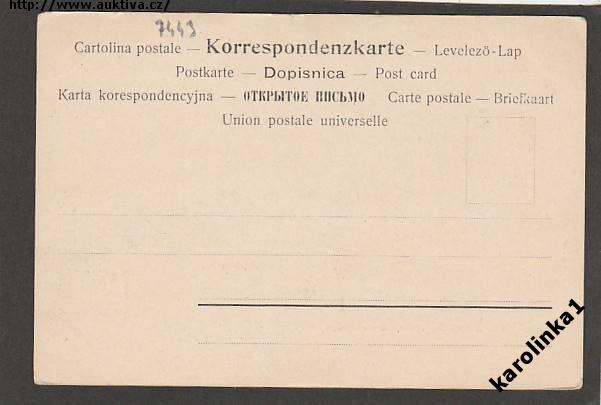 http://www.auktiva.cz/
7443
Cartolina postale — Korrespondenzkarte — Levelezö-Lap
Postkarte — Dopisnica — Post card
Karta korespondencyjna — ОТКРЫТОЕ ПИСЬМО Carte postale — Briefkaart
Union postale universelle
karolinka1